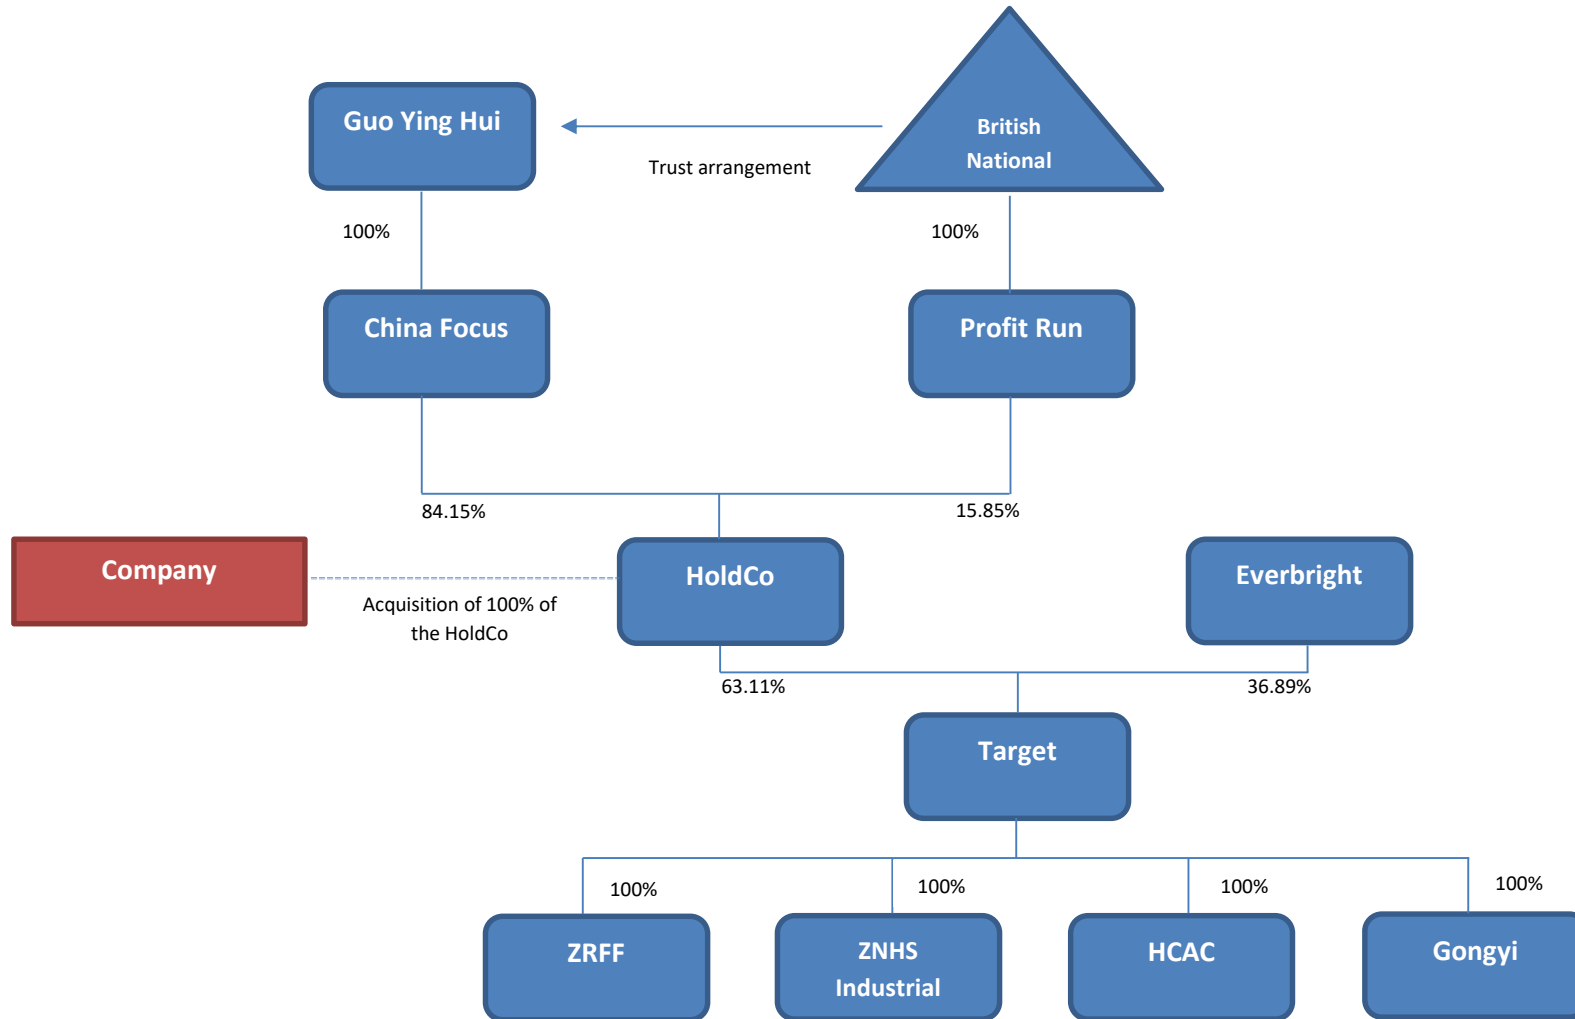 Guo Ying Hui
British
National
Trust arrangement
100%
100%
China Focus
Profit Run
84.15%
15.85%
Company
Acquisition of 100% of
the HoldCo
HoldCo
Everbright
63.11%
36.89%
Target
100%
100%
100%
100%
ZRFF
ZNHS
Industrial
HCAC
Gongyi